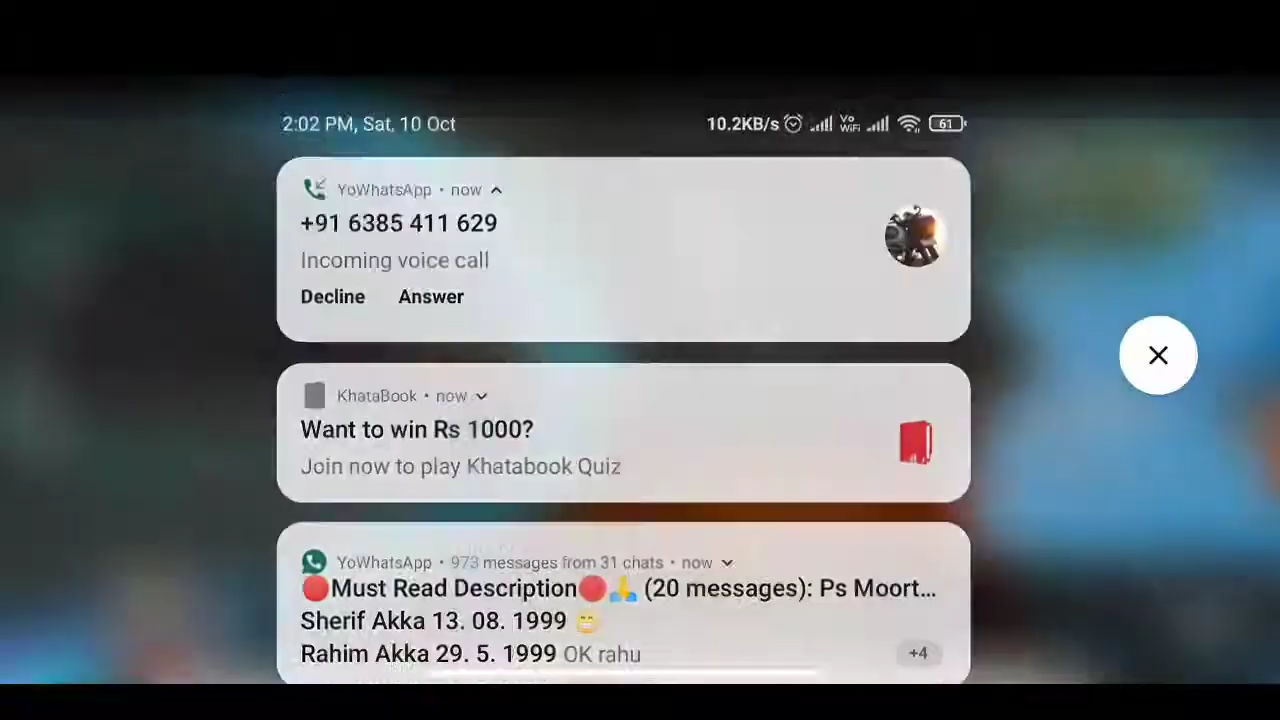 2:02 PM, Sat, 10 Oct
10.2KB/s Vo WiFi 61
YoWhatsApp • now
+91 6385 411 629
Incoming voice call
Decline Answer
KhataBook • now
Want to win Rs 1000?
Join now to play Khatabook Quiz
YoWhatsApp • 973 messages from 31 chats • now
🔴Must Read Description🔴🙏 (20 messages): Ps Moort...
Sherif Akka 13. 08. 1999 😁
Rahim Akka 29. 5. 1999 OK rahu
+4